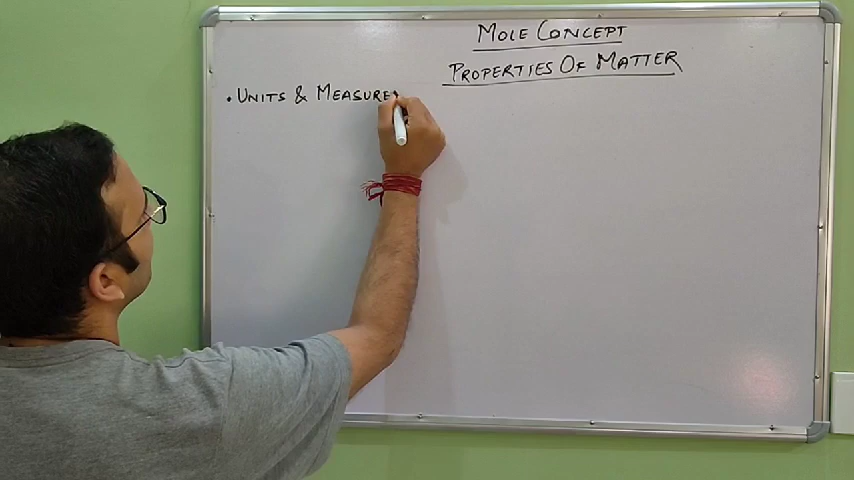 MOLE CONCEPT
PROPERTIES OF MATTER
• UNITS & MEASURE